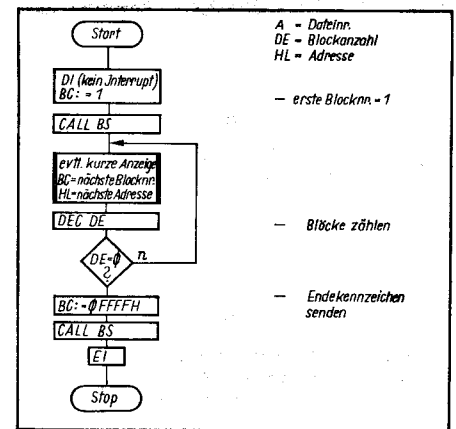 Start
A - Dateinr.
DE - Blockanzahl
HL - Adresse
DI (kein Interrupt)
BC: = 1
— erste Blocknr. = 1
CALL BS
evtl. kurze Anzeige
BC=nächste Blocknr.
HL=nächste Adresse
DEC DE
— Blöcke zählen
DE=∅
?
n
BC:=∅FFFFH
— Endekennzeichen
senden
CALL BS
EI
Stop